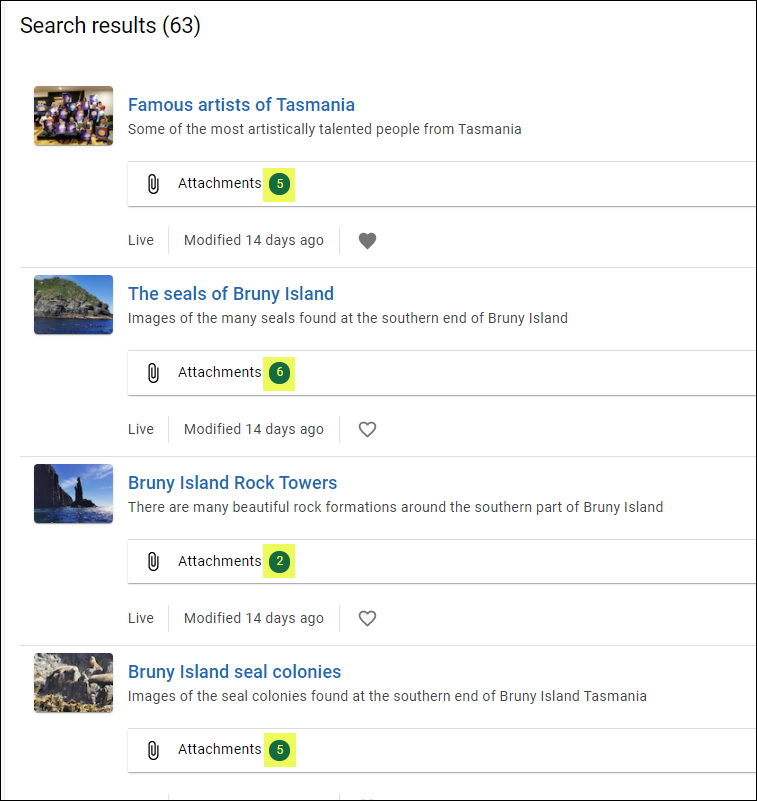 Search results (63)
Famous artists of Tasmania
Some of the most artistically talented people from Tasmania
Attachments 5
Live Modified 14 days ago
The seals of Bruny Island
Images of the many seals found at the southern end of Bruny Island
Attachments 6
Live Modified 14 days ago
Bruny Island Rock Towers
There are many beautiful rock formations around the southern part of Bruny Island
Attachments 2
Live Modified 14 days ago
Bruny Island seal colonies
Images of the seal colonies found at the southern end of Bruny Island Tasmania
Attachments 5